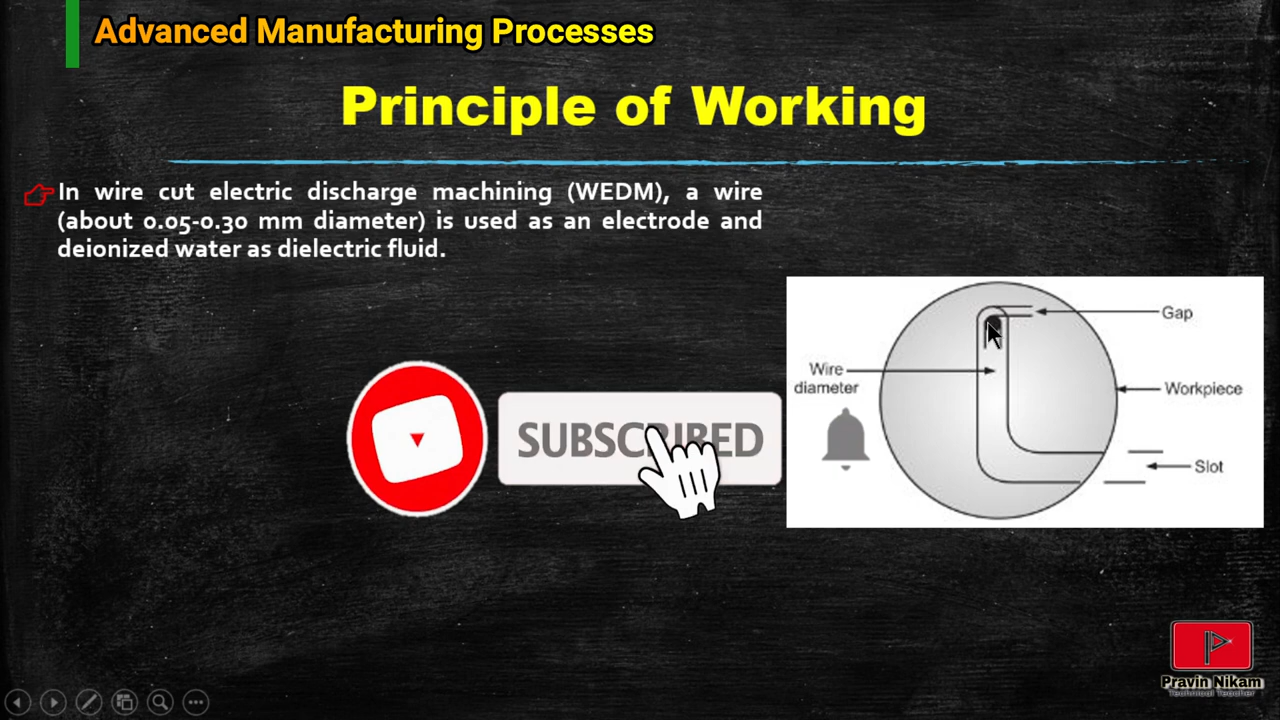 Advanced Manufacturing Processes
Principle of Working
In wire cut electric discharge machining (WEDM), a wire
(about 0.05-0.30 mm diameter) is used as an electrode and
deionized water as dielectric fluid.
Gap
Wire
diameter
Workpiece
SUBSCRIBED
Slot
Pravin Nikam
Technical Teacher